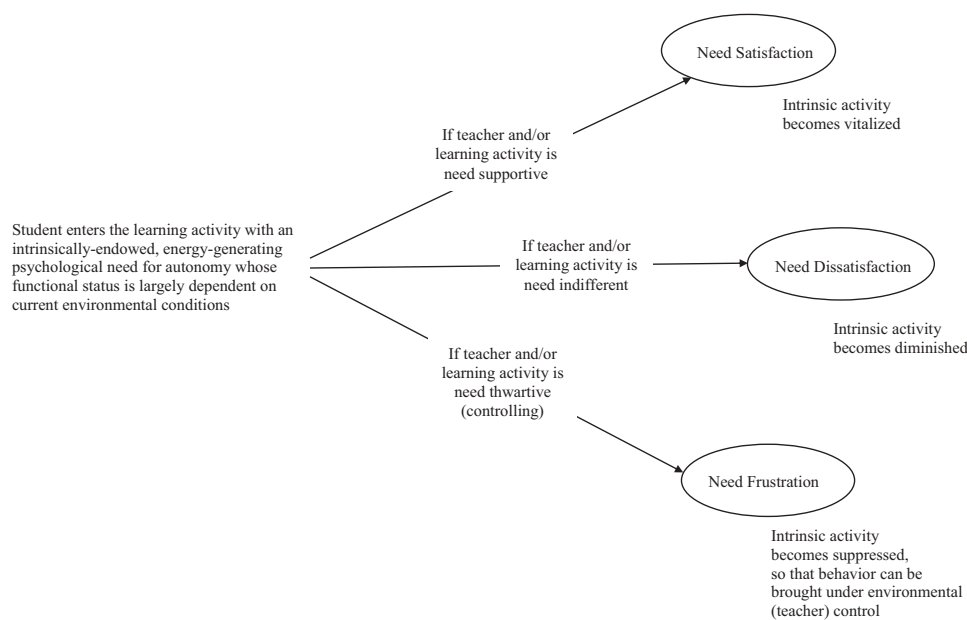 Need Satisfaction
Intrinsic activity
becomes vitalized
If teacher and/or
learning activity is
need supportive
Student enters the learning activity with an
intrinsically-endowed, energy-generating
psychological need for autonomy whose
functional status is largely dependent on
current environmental conditions
If teacher and/or
learning activity is
need indifferent
Need Dissatisfaction
Intrinsic activity
becomes diminished
If teacher and/or
learning activity is
need thwartive
(controlling)
Need Frustration
Intrinsic activity
becomes suppressed,
so that behavior can be
brought under environmental
(teacher) control